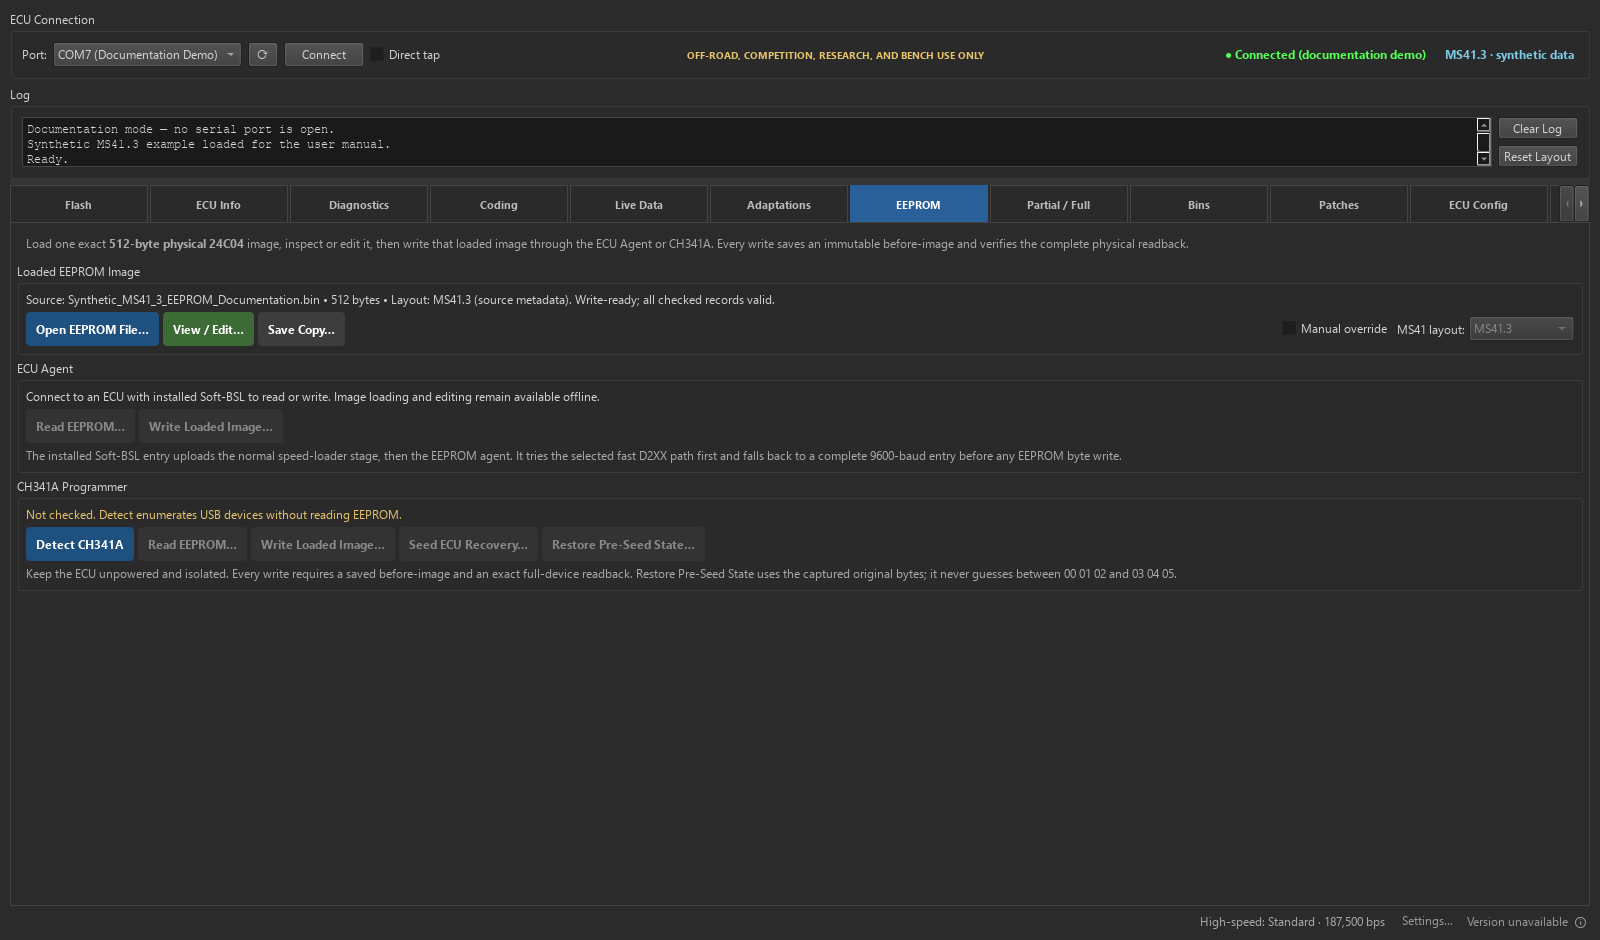 ECU Connection
Port: COM7 (Documentation Demo) Connect Direct tap OFF-ROAD, COMPETITION, RESEARCH, AND BENCH USE ONLY ● Connected (documentation demo) MS41.3 · synthetic data
Log
Documentation mode — no serial port is open.
Synthetic MS41.3 example loaded for the user manual.
Ready.
Clear Log
Reset Layout
Flash ECU Info Diagnostics Coding Live Data Adaptations EEPROM Partial / Full Bins Patches ECU Config
Load one exact 512-byte physical 24C04 image, inspect or edit it, then write that loaded image through the ECU Agent or CH341A. Every write saves an immutable before-image and verifies the complete physical readback.
Loaded EEPROM Image
Source: Synthetic_MS41_3_EEPROM_Documentation.bin • 512 bytes • Layout: MS41.3 (source metadata). Write-ready; all checked records valid.
Open EEPROM File... View / Edit... Save Copy... Manual override MS41 layout: MS41.3
ECU Agent
Connect to an ECU with installed Soft-BSL to read or write. Image loading and editing remain available offline.
Read EEPROM... Write Loaded Image...
The installed Soft-BSL entry uploads the normal speed-loader stage, then the EEPROM agent. It tries the selected fast D2XX path first and falls back to a complete 9600-baud entry before any EEPROM byte write.
CH341A Programmer
Not checked. Detect enumerates USB devices without reading EEPROM.
Detect CH341A Read EEPROM... Write Loaded Image... Seed ECU Recovery... Restore Pre-Seed State...
Keep the ECU unpowered and isolated. Every write requires a saved before-image and an exact full-device readback. Restore Pre-Seed State uses the captured original bytes; it never guesses between 00 01 02 and 03 04 05.
High-speed: Standard · 187,500 bps Settings... Version unavailable